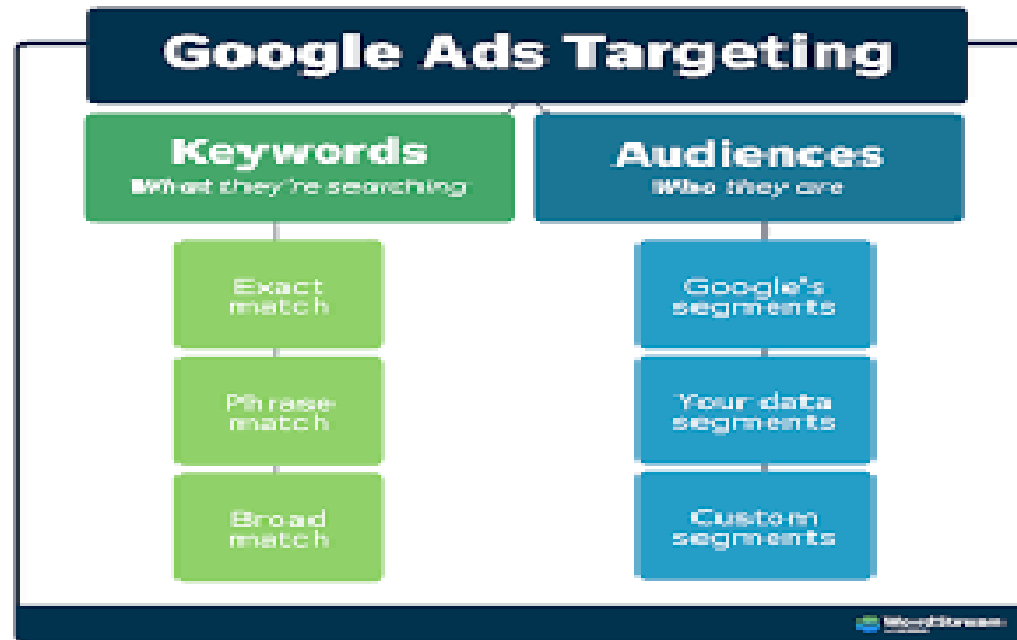 Google Ads Targeting
Keywords
What they're searching
Exact
match
Phrase
match
Broad
match
Audiences
Who they are
Google's
segments
Your data
segments
Custom
segments
WordStream